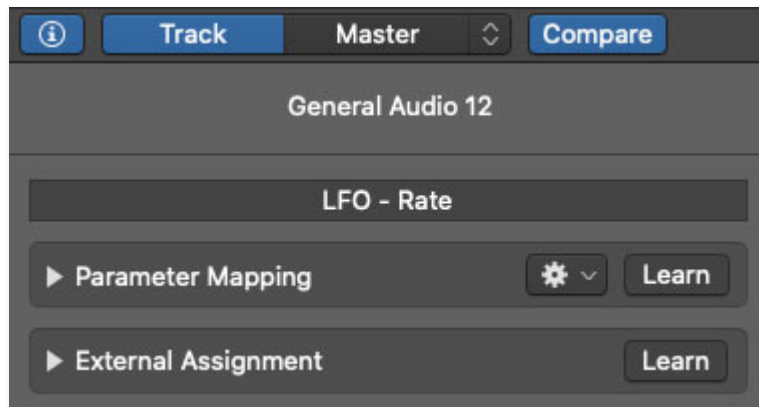 Track Master Compare
General Audio 12
LFO - Rate
Parameter Mapping Learn
External Assignment Learn